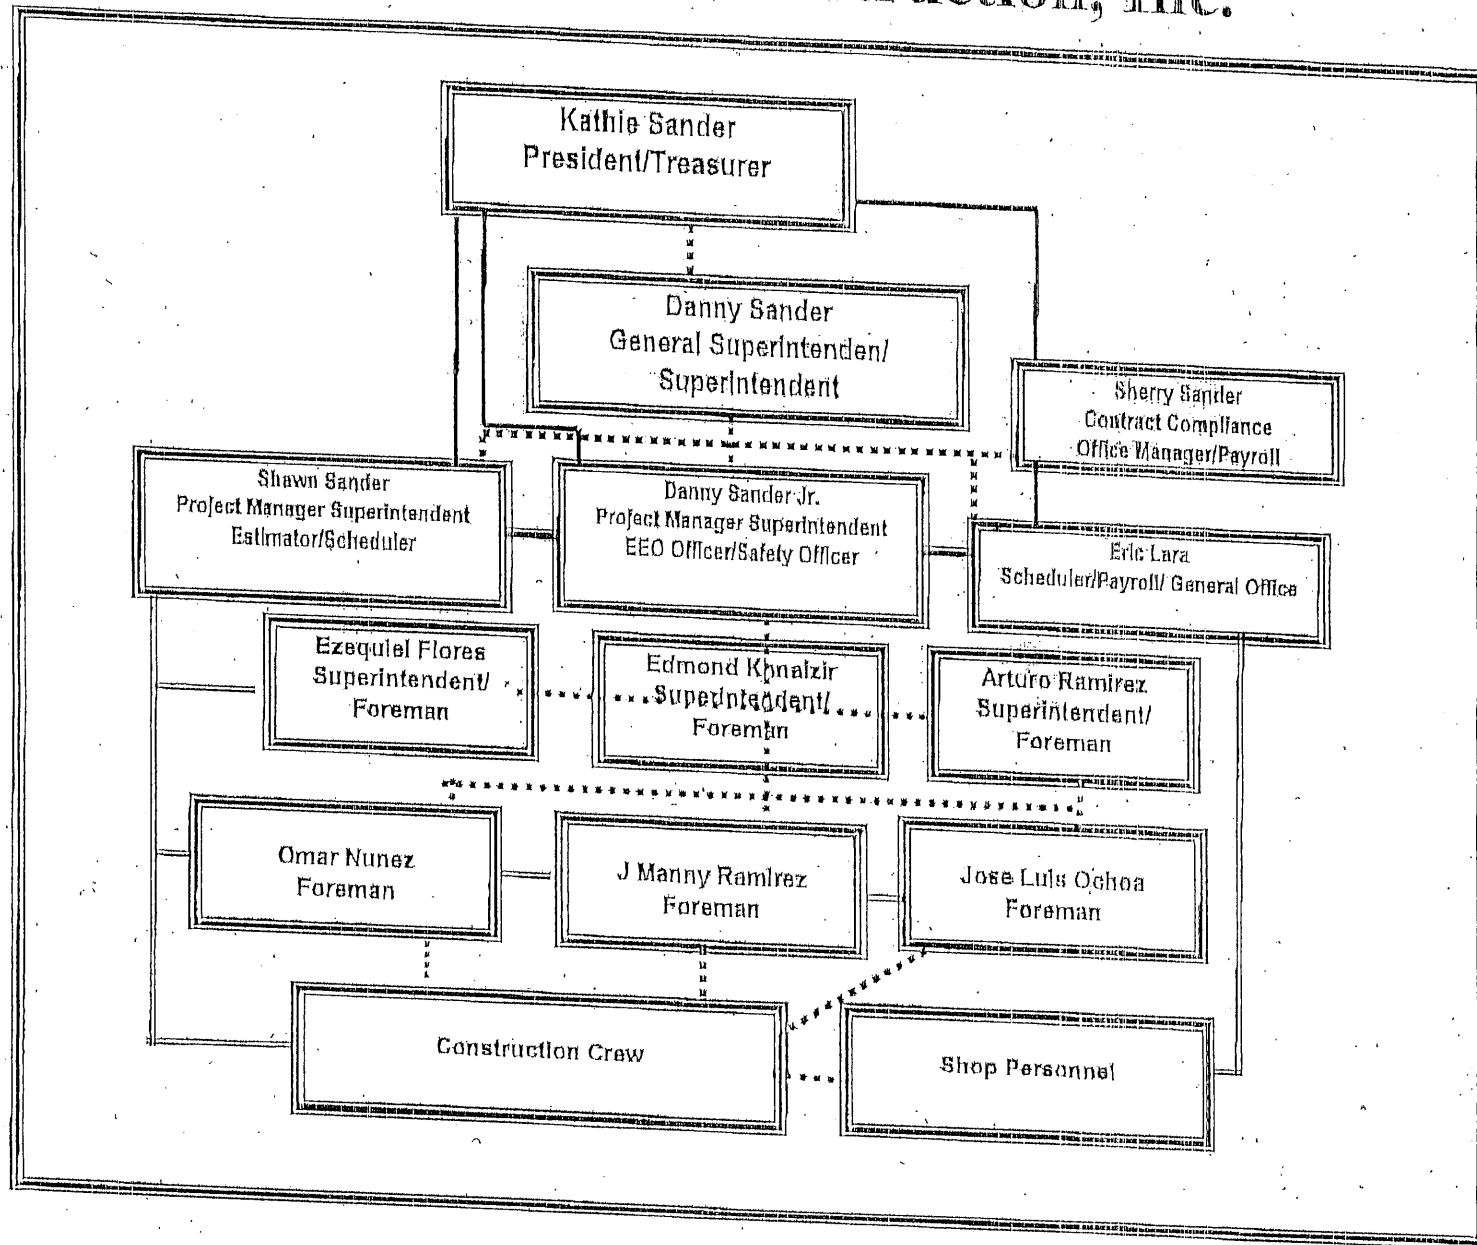 Inc.
Kathie Sander
President/Treasurer
Danny Sander
General Superintenden/
Superintendent
Sherry Sander
Contract Compliance
Office Manager/Payroll
Shawn Sander
Project Manager Superintendent
Estimator/Scheduler
Danny Sander Jr.
Project Manager Superintendent
EEO Officer/Safety Officer
Eric Lara
Scheduler/Payroll/ General Office
Ezequiel Flores
Superintendent/
Foreman
Edmond
Superintendent/
Foreman
Arturo Ramirez
Superintendent/
Foreman
Omar Nunez
Foreman
J Manny Ramirez
Foreman
Jose Luis Ochoa
Foreman
Construction Crew
Shop Personnel